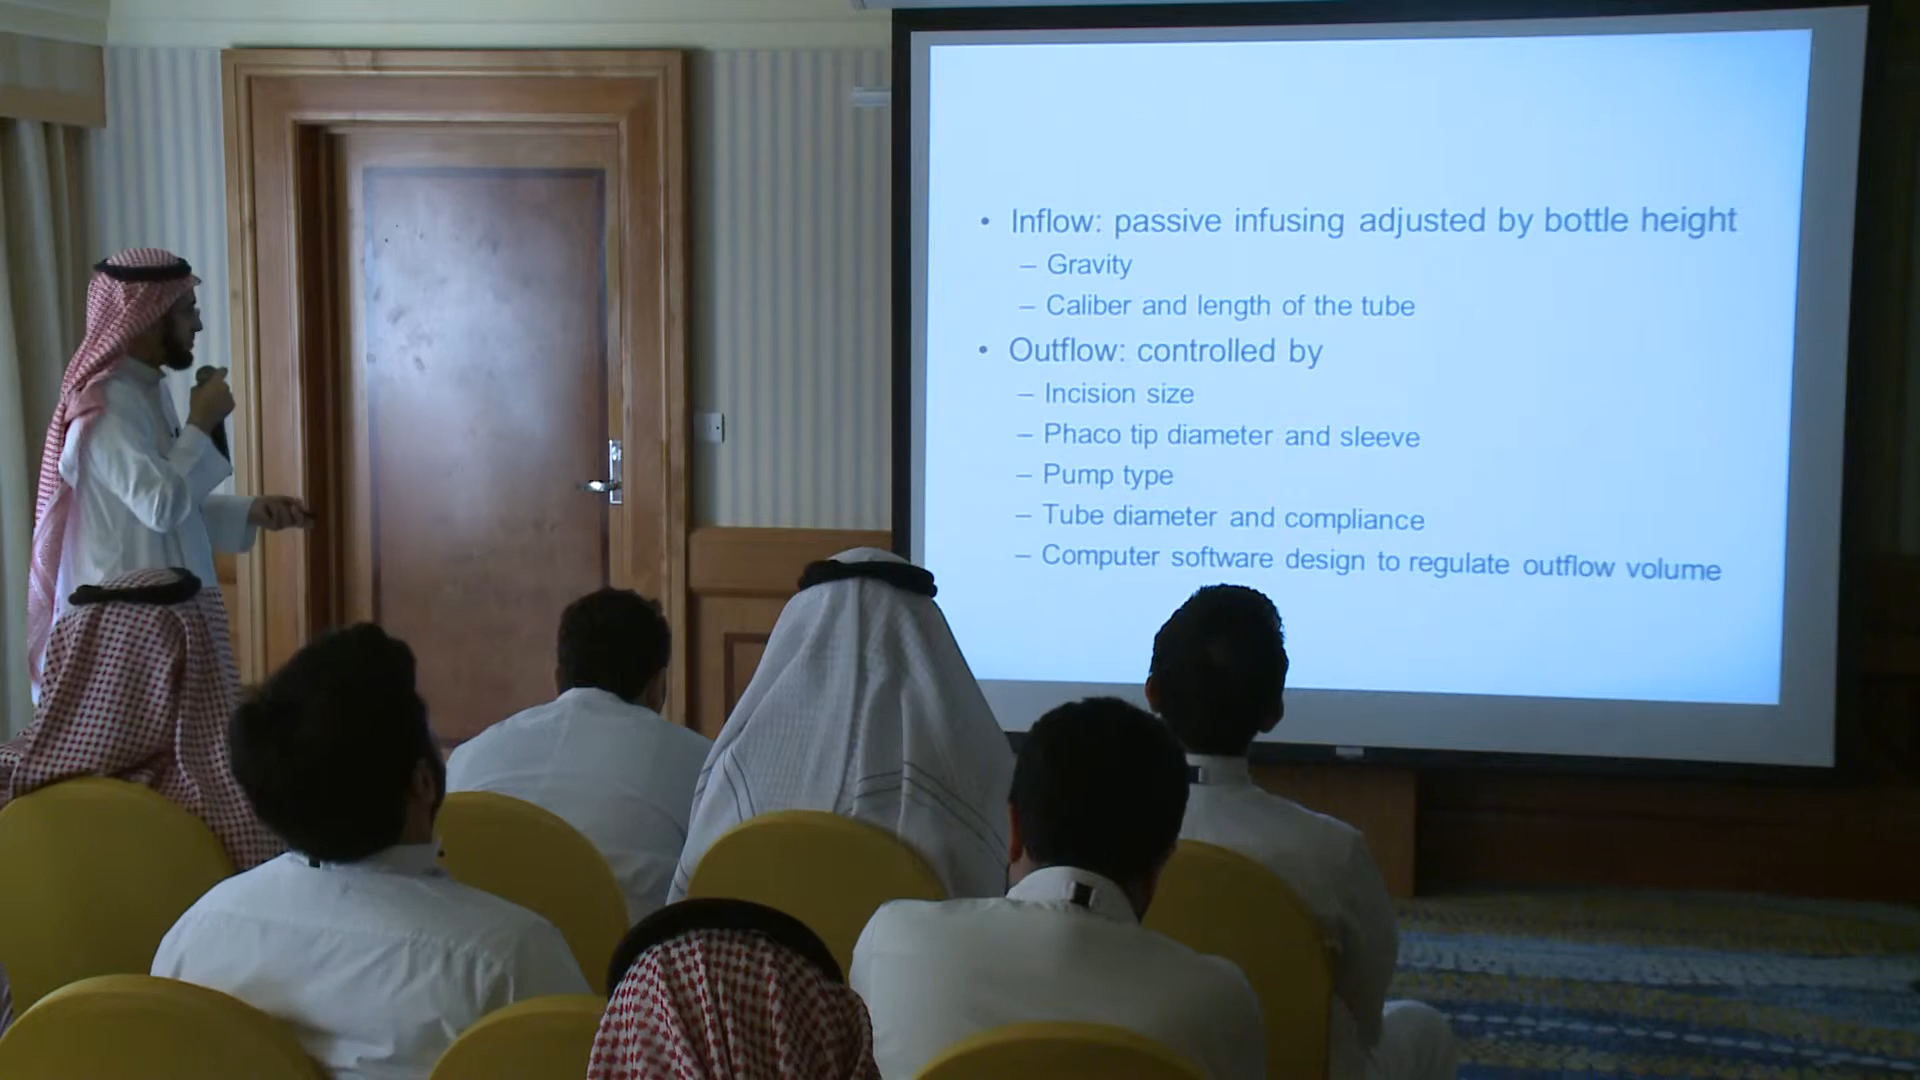 • Inflow: passive infusing adjusted by bottle height
– Gravity
– Caliber and length of the tube
• Outflow: controlled by
– Incision size
– Phaco tip diameter and sleeve
– Pump type
– Tube diameter and compliance
– Computer software design to regulate outflow volume